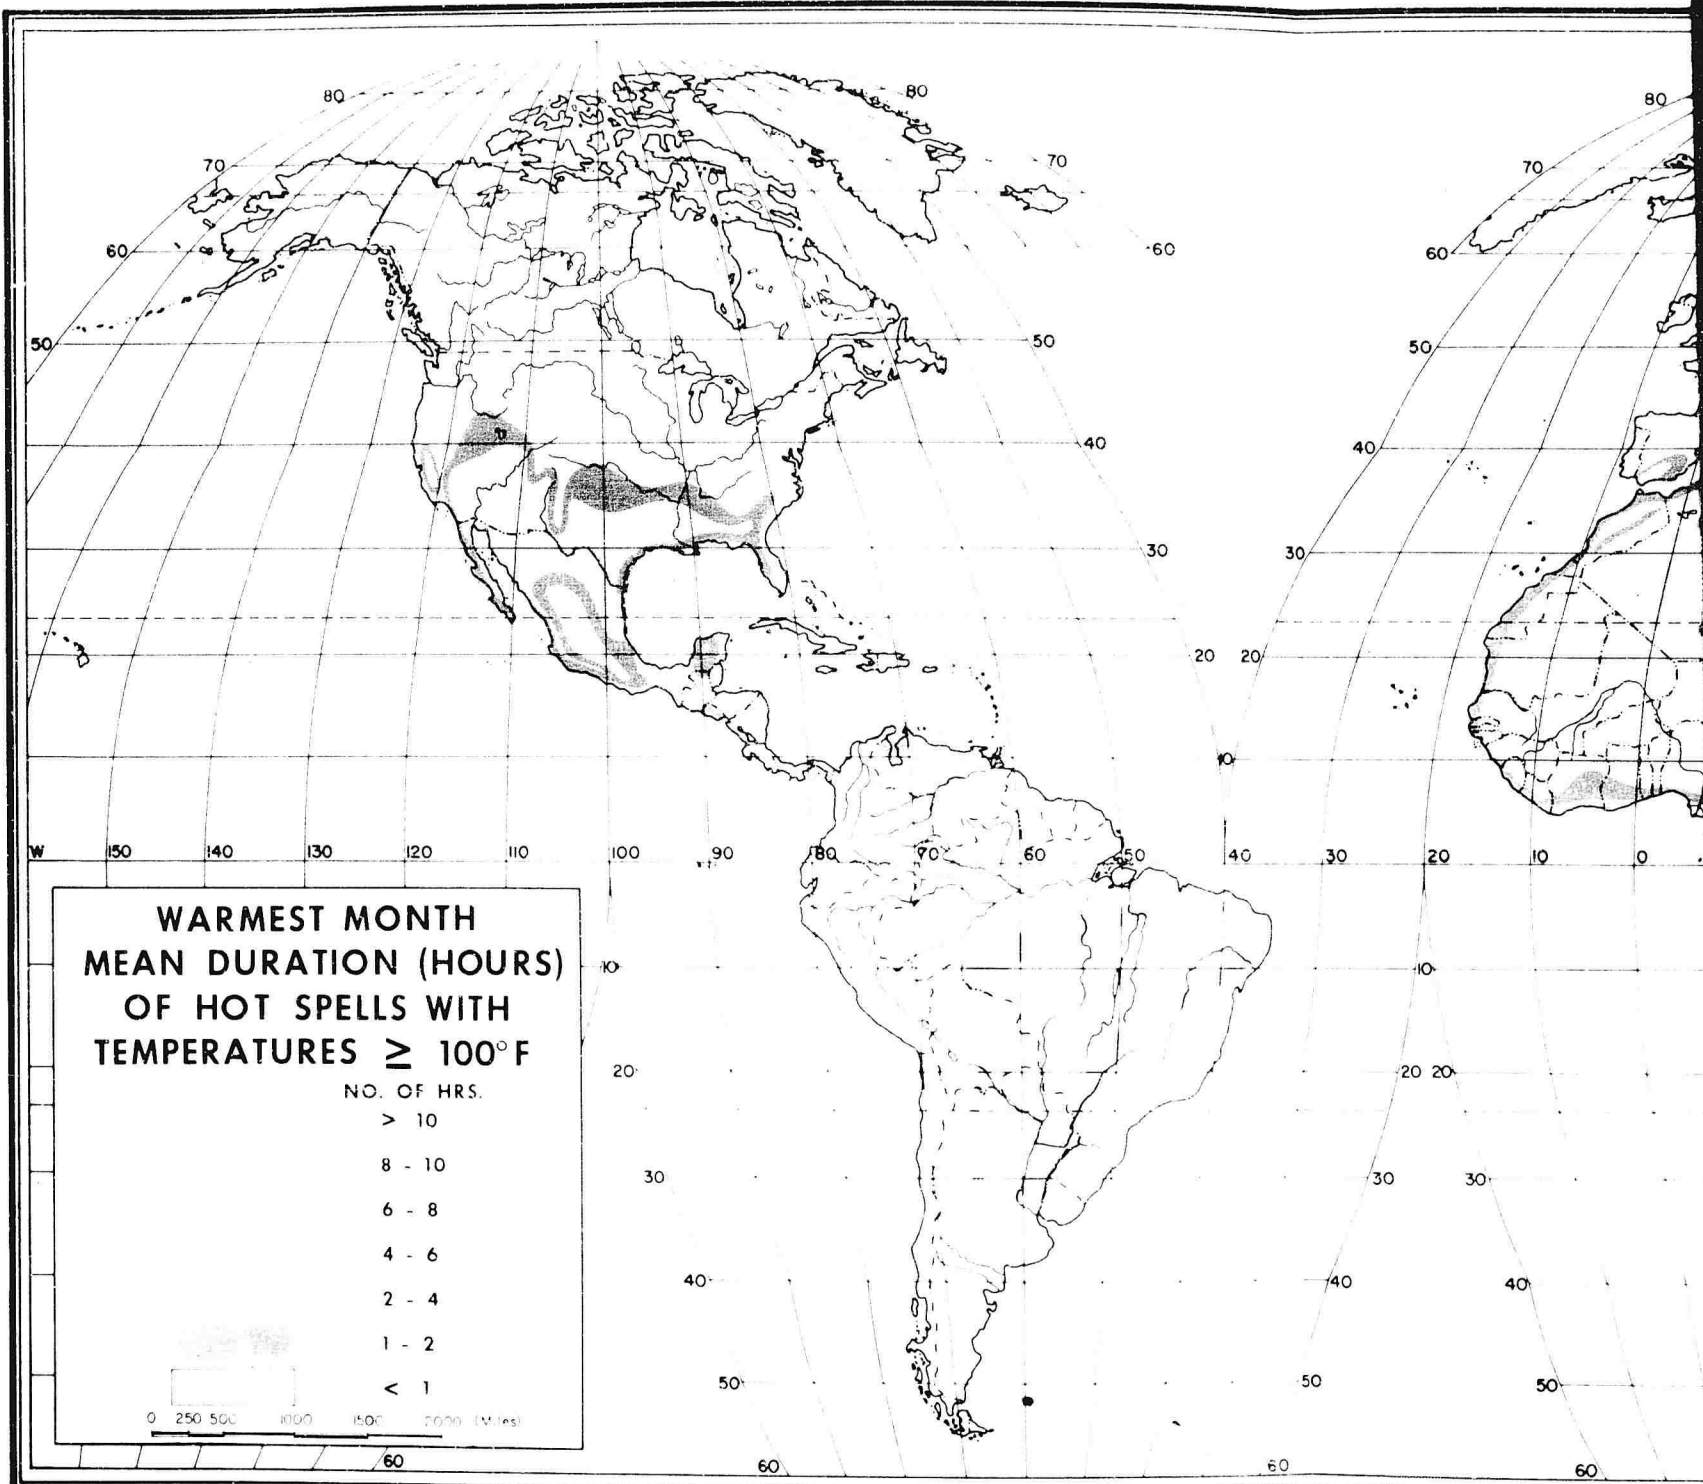 80 80 80
70 70 70
60 60 60
50 50 50
40 40
30 30
20 20
10
W 150 140 130 120 110 100 90 80 70 60 50 40 30 20 10 0
WARMEST MONTH
MEAN DURATION (HOURS)
OF HOT SPELLS WITH
TEMPERATURES ≥ 100°F
NO. OF HRS.
> 10
8 - 10
6 - 8
4 - 6
2 - 4
1 - 2
< 1
0 250 500 1000 1500 2000 (Miles)
10 10
20 20 20
30 30 30
40 40 40
50 50 50
60 60 60 60